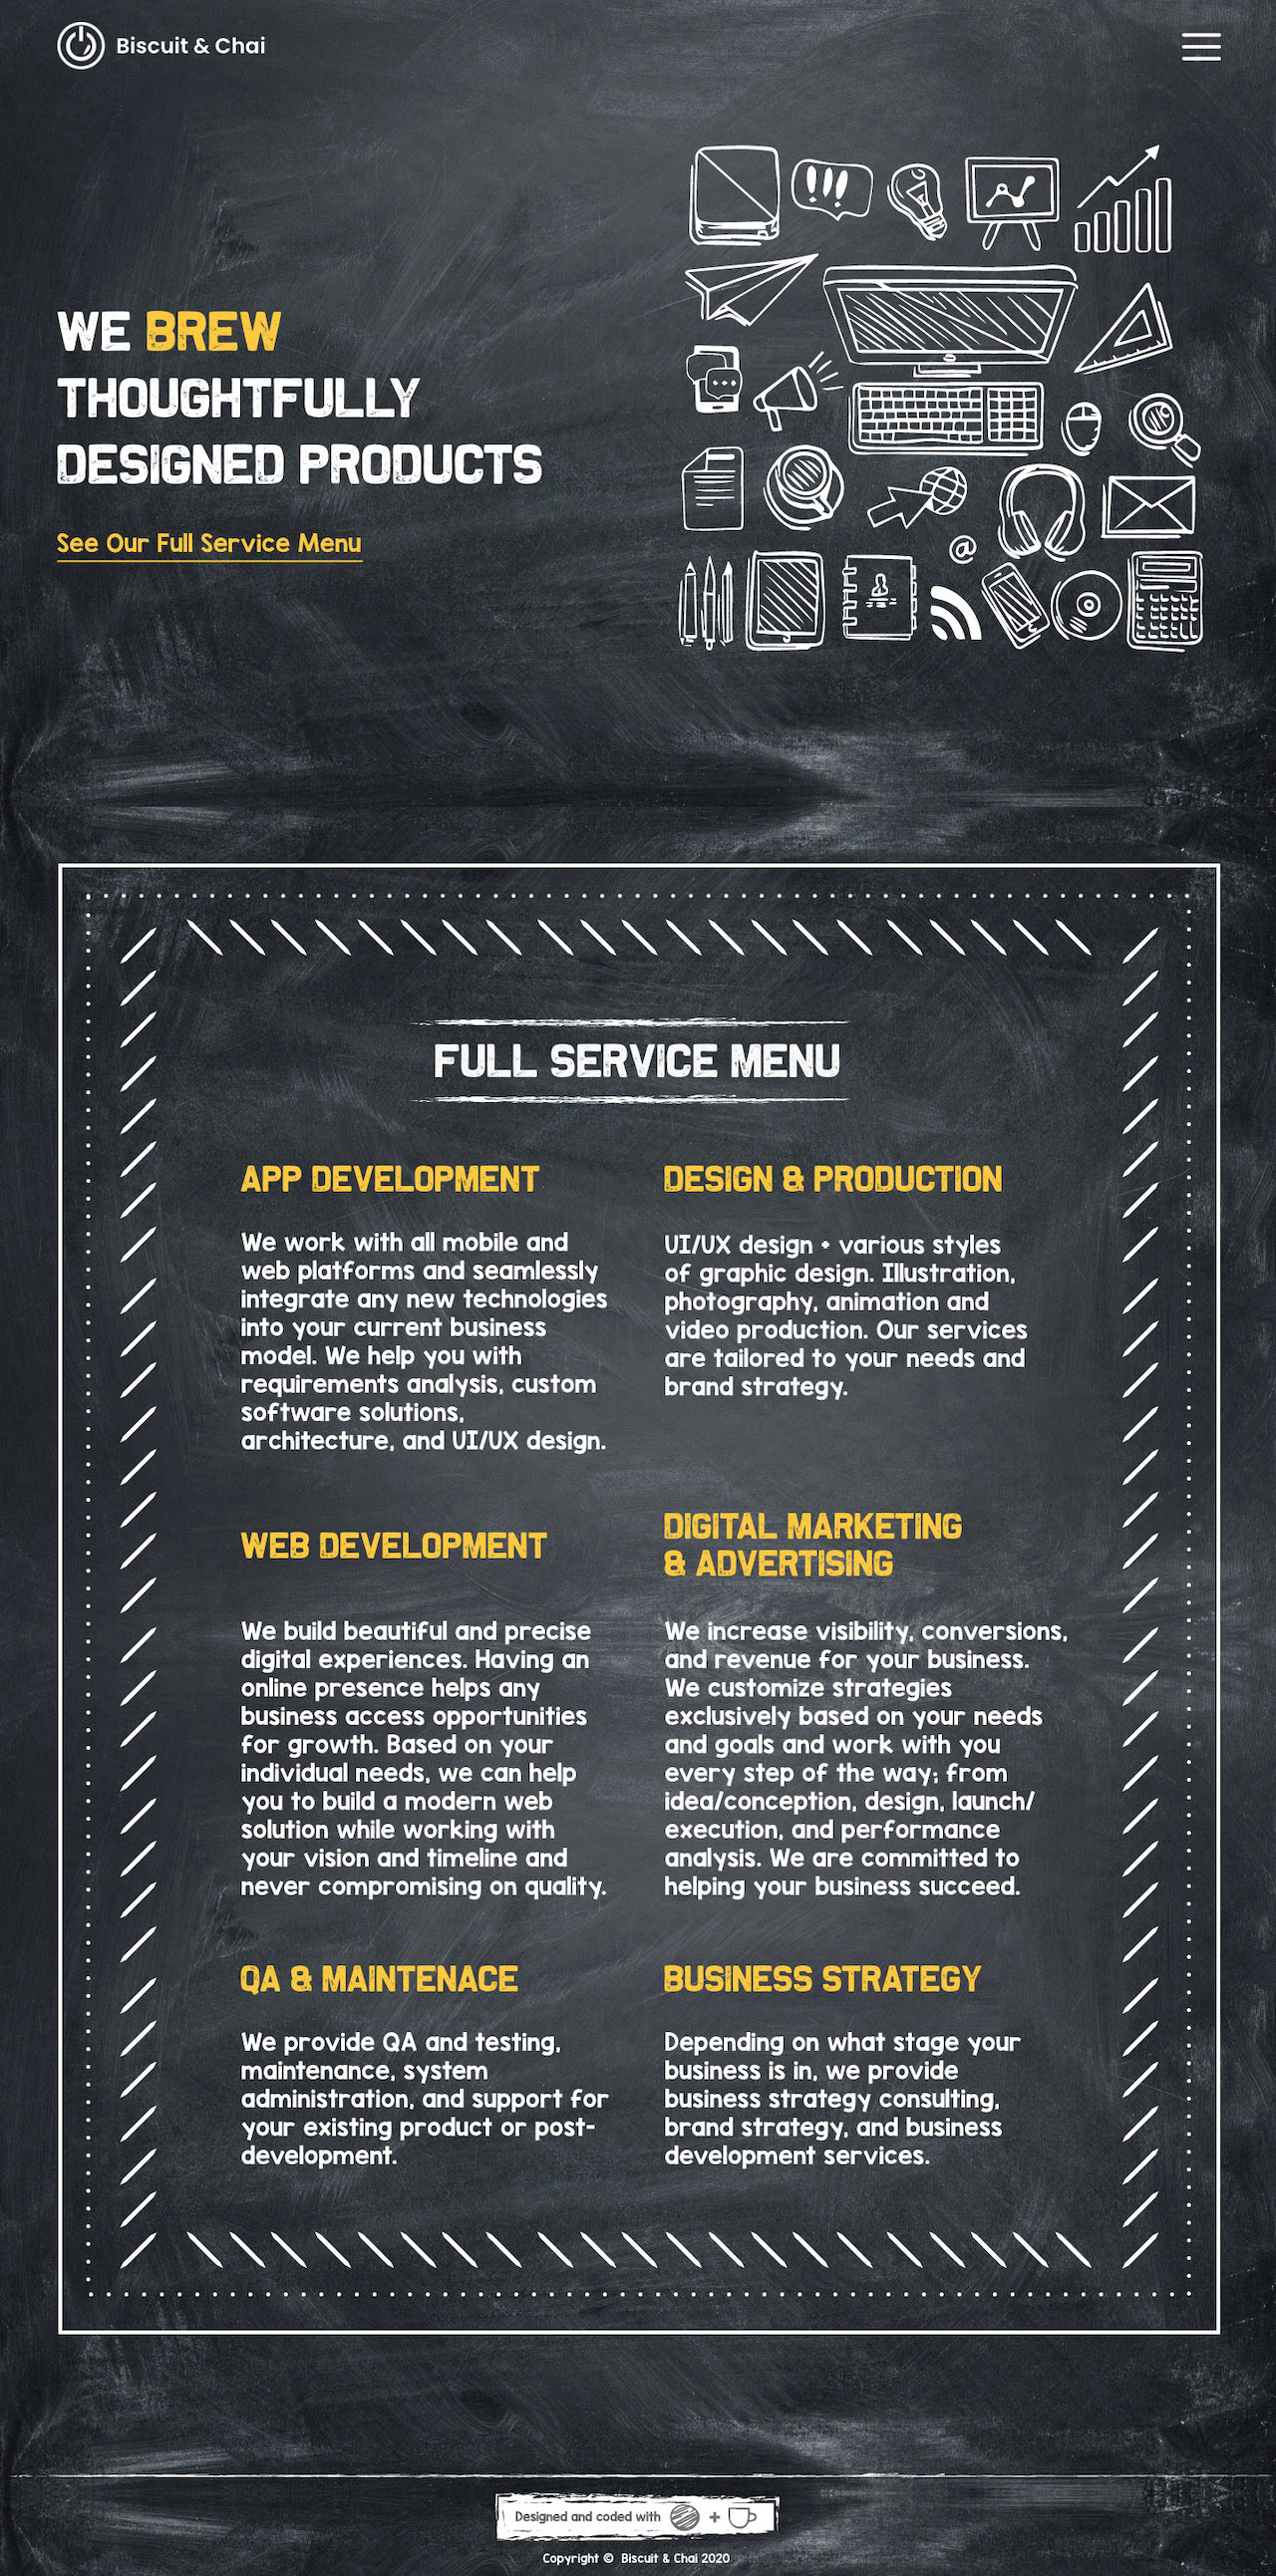 Biscuit & Chai
WE BREW
THOUGHTFULLY
DESIGNED PRODUCTS
See Our Full Service Menu
@
FULL SERVICE MENU
APP DEVELOPMENT
We work with all mobile and
web platforms and seamlessly
integrate any new technologies
into your current business
model. We help you with
requirements analysis, custom
software solutions,
architecture, and UI/UX design.
DESIGN & PRODUCTION
UI/UX design + various styles
of graphic design. Illustration,
photography, animation and
video production. Our services
are tailored to your needs and
brand strategy.
WEB DEVELOPMENT
We build beautiful and precise
digital experiences. Having an
online presence helps any
business access opportunities
for growth. Based on your
individual needs, we can help
you to build a modern web
solution while working with
your vision and timeline and
never compromising on quality.
DIGITAL MARKETING
& ADVERTISING
We increase visibility, conversions,
and revenue for your business.
We customize strategies
exclusively based on your needs
and goals and work with you
every step of the way; from
idea/conception, design, launch/
execution, and performance
analysis. We are committed to
helping your business succeed.
QA & MAINTENACE
We provide QA and testing,
maintenance, system
administration, and support for
your existing product or post-
development.
BUSINESS STRATEGY
Depending on what stage your
business is in, we provide
business strategy consulting,
brand strategy, and business
development services.
Designed and coded with +
Copyright © Biscuit & Chai 2020